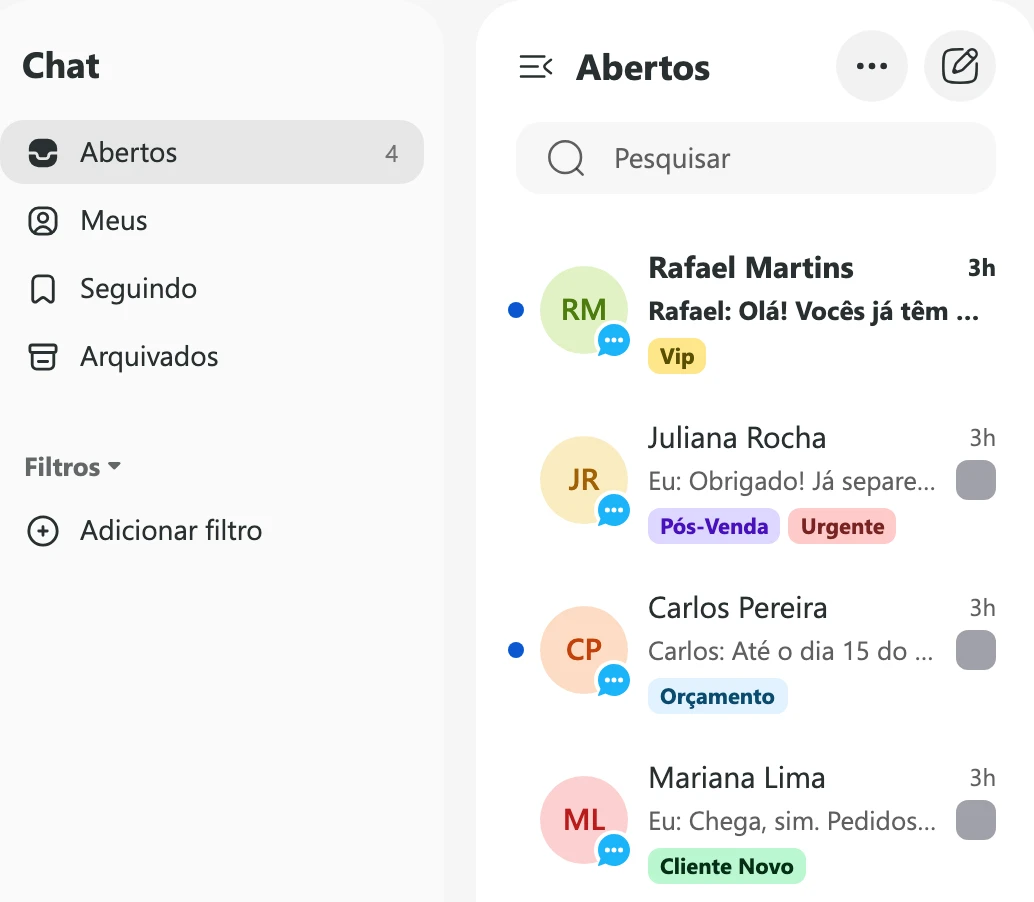 Chat
Abertos 4
Meus
Seguindo
Arquivados
Filtros
Adicionar filtro
Abertos
Pesquisar
RM
Rafael Martins 3h
Rafael: Olá! Vocês já têm ...
Vip
JR
Juliana Rocha 3h
Eu: Obrigado! Já separe...
Pós-Venda Urgente
CP
Carlos Pereira 3h
Carlos: Até o dia 15 do ...
Orçamento
ML
Mariana Lima 3h
Eu: Chega, sim. Pedidos...
Cliente Novo